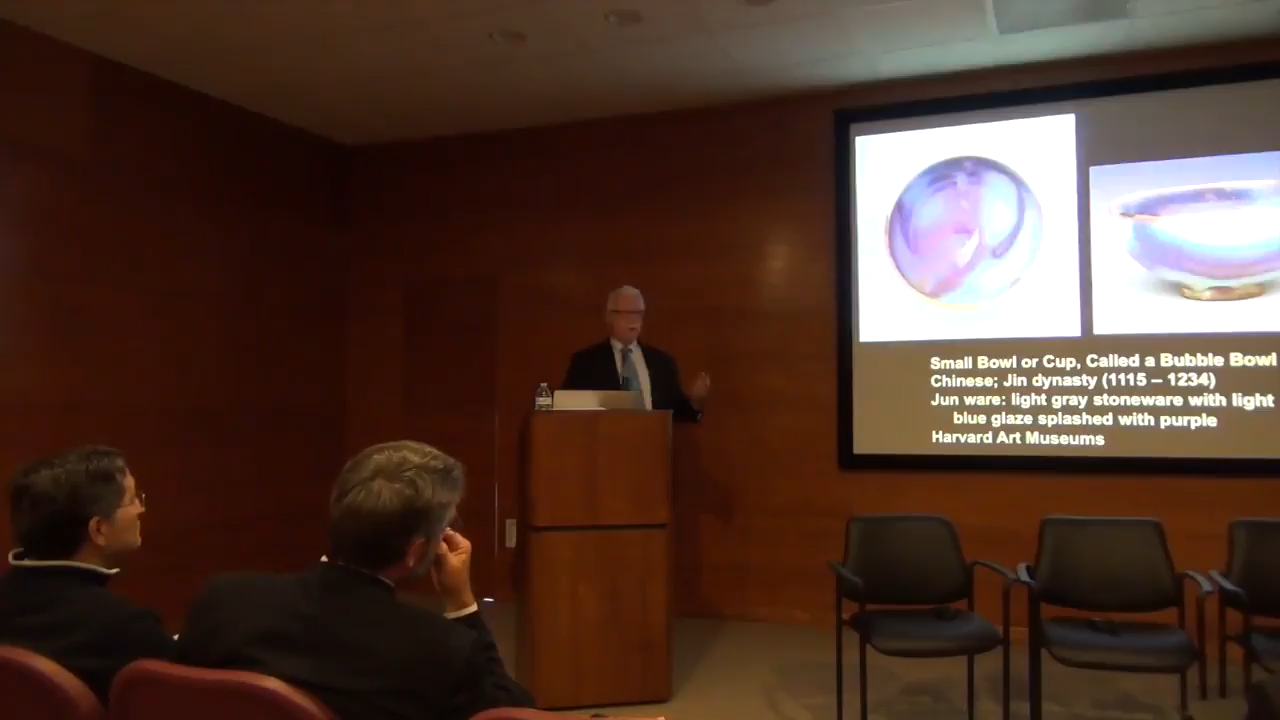 Small Bowl or Cup, Called a Bubble Bowl
Chinese; Jin dynasty (1115 – 1234)
Jun ware: light gray stoneware with light
blue glaze splashed with purple
Harvard Art Museums